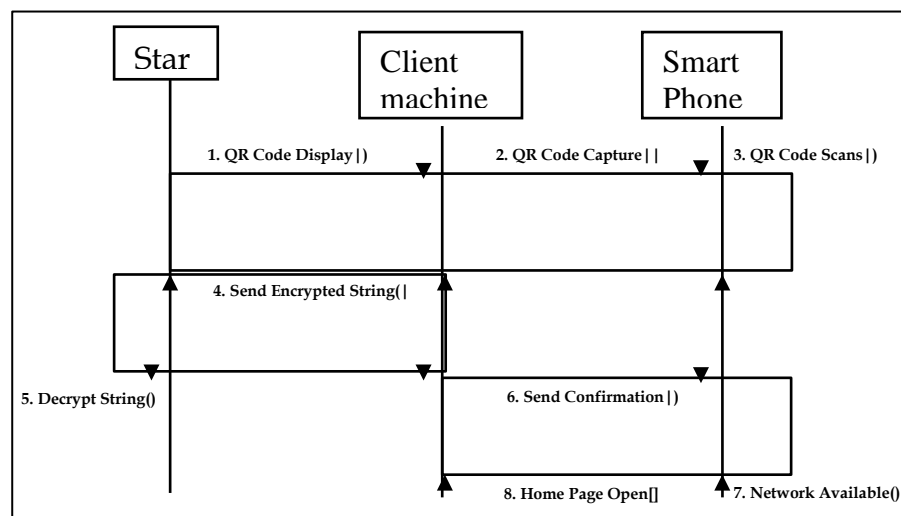 Star
Client
machine
Smart
Phone
1. QR Code Display|)
2. QR Code Capture||
3. QR Code Scans|)
4. Send Encrypted String(|
5. Decrypt String()
6. Send Confirmation|)
8. Home Page Open[]
7. Network Available()